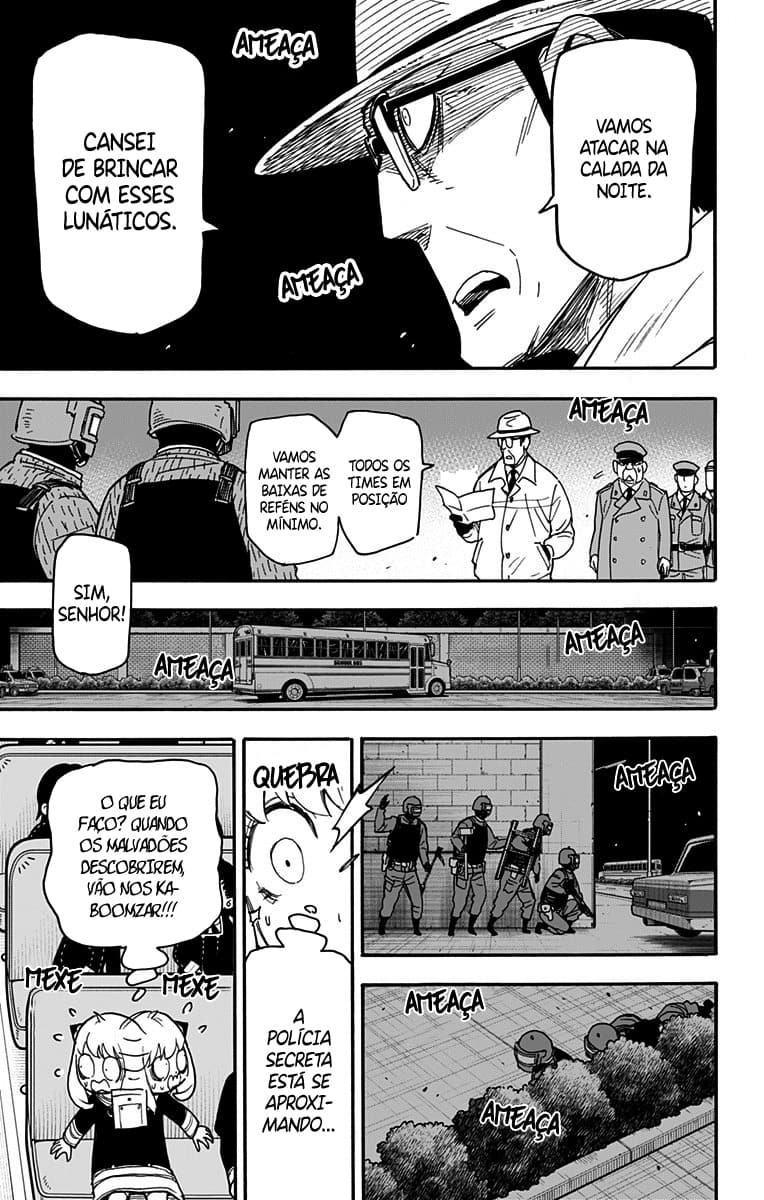 AMEAÇA
VAMOS
ATACAR NA
CALADA DA
NOITE.
CANSEI
DE BRINCAR
COM ESSES
LUNÁTICOS.
AMEAÇA
AMEAÇA
TODOS OS
TIMES EM
POSIÇÃO
VAMOS
MANTER AS
BAIXAS DE
REFÉNS NO
MÍNIMO.
SIM,
SENHOR!
AMEAÇA
SCHOOL BUS
AMEAÇA
AMEAÇA
AMEAÇA
AMEAÇA
QUEBRA
A
POLÍCIA
SECRETA
ESTÁ SE
APROXI-
MANDO...
O QUE EU
FAÇO? QUANDO
OS MALVADÕES
DESCOBRIREM,
VÃO NOS KA-
BOOMZAR!!!
MEXE
MEXE